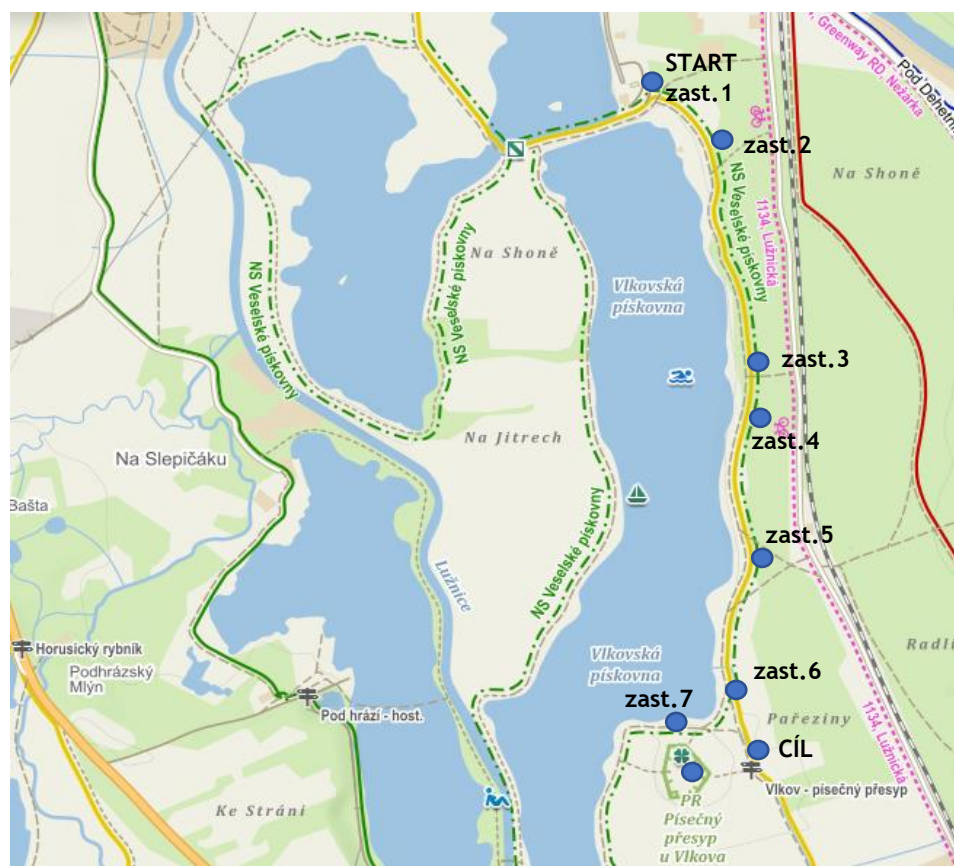 START
zast.1
zast.2
Greenway RD, Nežárka
Pod Dehetm
Na Shoně
NS Veselské pískovny
1134, Lužnická
Na Shoně
NS Veselské pískovny
NS Veselské pískovny
Vlkovská
pískovna
zast.3
zast.4
Na Jitrech
Na Slepičáku
Bašta
zast.5
NS Veselské pískovny
Lužnice
Horusický rybník
Podhrázský
Mlýn
Pod hrází - host.
Vlkovská
pískovna
zast.6
zast.7
Radli
Pařeziny
CÍL
1134, Lužnická
Vlkov - písečný přesyp
Ke Stráni
PR
Písečný
přesyp
u Vlkova